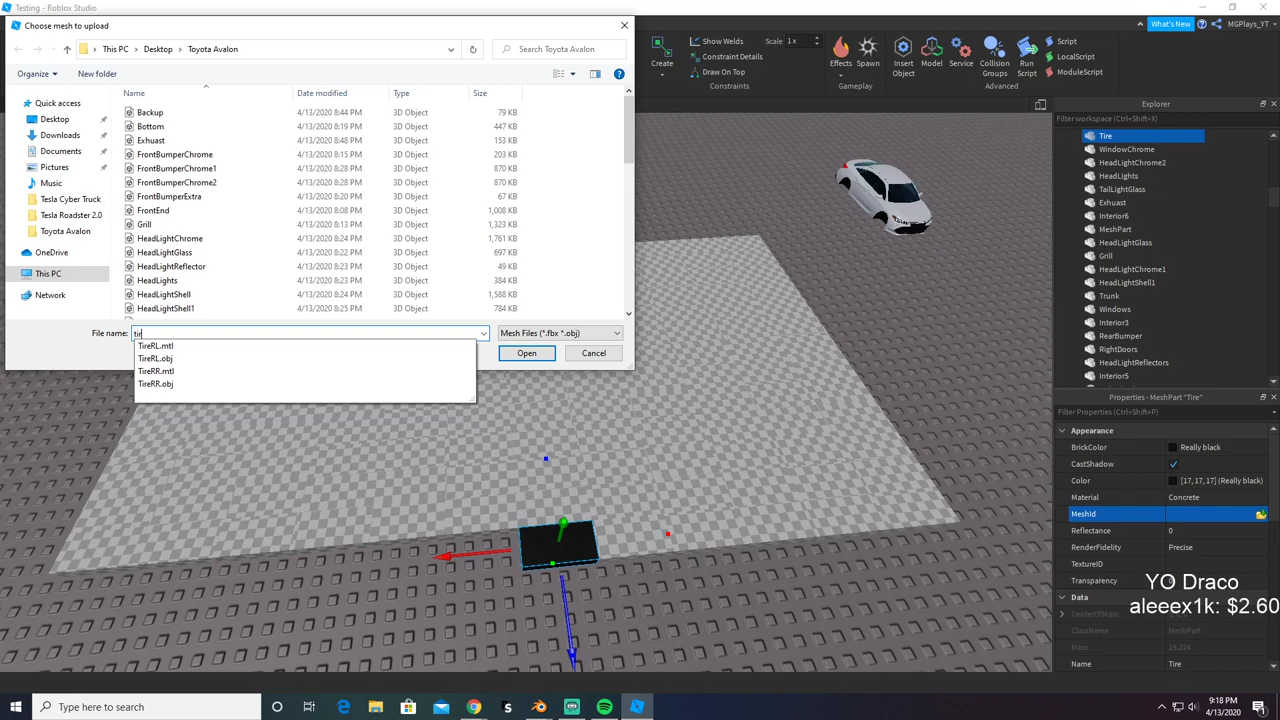 Testing - Roblox Studio
Choose mesh to upload
This PC > Desktop > Toyota Avalon
Search Toyota Avalon
Organize
New folder
Name Date modified Type Size
Quick access
Desktop
Downloads
Documents
Pictures
Music
Tesla Cyber Truck
Tesla Roadster 2.0
Toyota Avalon
OneDrive
This PC
Network
Backup 4/13/2020 8:44 PM 3D Object 79 KB
Bottom 4/13/2020 8:19 PM 3D Object 447 KB
Exhuast 4/13/2020 8:48 PM 3D Object 153 KB
FrontBumperChrome 4/13/2020 8:15 PM 3D Object 203 KB
FrontBumperChrome1 4/13/2020 8:28 PM 3D Object 870 KB
FrontBumperChrome2 4/13/2020 8:28 PM 3D Object 870 KB
FrontBumperExtra 4/13/2020 8:20 PM 3D Object 67 KB
FrontEnd 4/13/2020 8:08 PM 3D Object 1,008 KB
Grill 4/13/2020 8:13 PM 3D Object 1,323 KB
HeadLightChrome 4/13/2020 8:24 PM 3D Object 1,761 KB
HeadLightGlass 4/13/2020 8:22 PM 3D Object 697 KB
HeadLightReflector 4/13/2020 8:23 PM 3D Object 49 KB
HeadLights 4/13/2020 8:23 PM 3D Object 384 KB
HeadLightShell 4/13/2020 8:24 PM 3D Object 1,588 KB
HeadLightShell1 4/13/2020 8:25 PM 3D Object 784 KB
File name: tir
Mesh Files (*.fbx *.obj)
TireRL.mtl
TireRL.obj
TireRR.mtl
TireRR.obj
Open
Cancel
What's New
MGPlays_YT
Create
Show Welds
Scale 1 x
Constraint Details
Draw On Top
Constraints
Effects
Spawn
Gameplay
Insert Object
Model
Service
Collision Groups
Run Script
Script
LocalScript
ModuleScript
Advanced
Explorer
Filter workspace (Ctrl+Shift+X)
Tire
WindowChrome
HeadLightChrome2
HeadLights
TailLightGlass
Exhuast
Interior6
MeshPart
HeadLightGlass
Grill
HeadLightChrome1
HeadLightShell1
Trunk
Windows
Interior3
RearBumper
RightDoors
HeadLightReflectors
Interior5
Properties - MeshPart "Tire"
Filter Properties (Ctrl+Shift+P)
Appearance
BrickColor Really black
CastShadow
Color [17, 17, 17] (Really black)
Material Concrete
MeshId
Reflectance 0
RenderFidelity Precise
TextureID
Transparency
Data
CenterOfMass
ClassName MeshPart
Mass 19.224
Name Tire
YO Draco
aleeex1k: $2.60
Type here to search
9:18 PM
4/13/2020